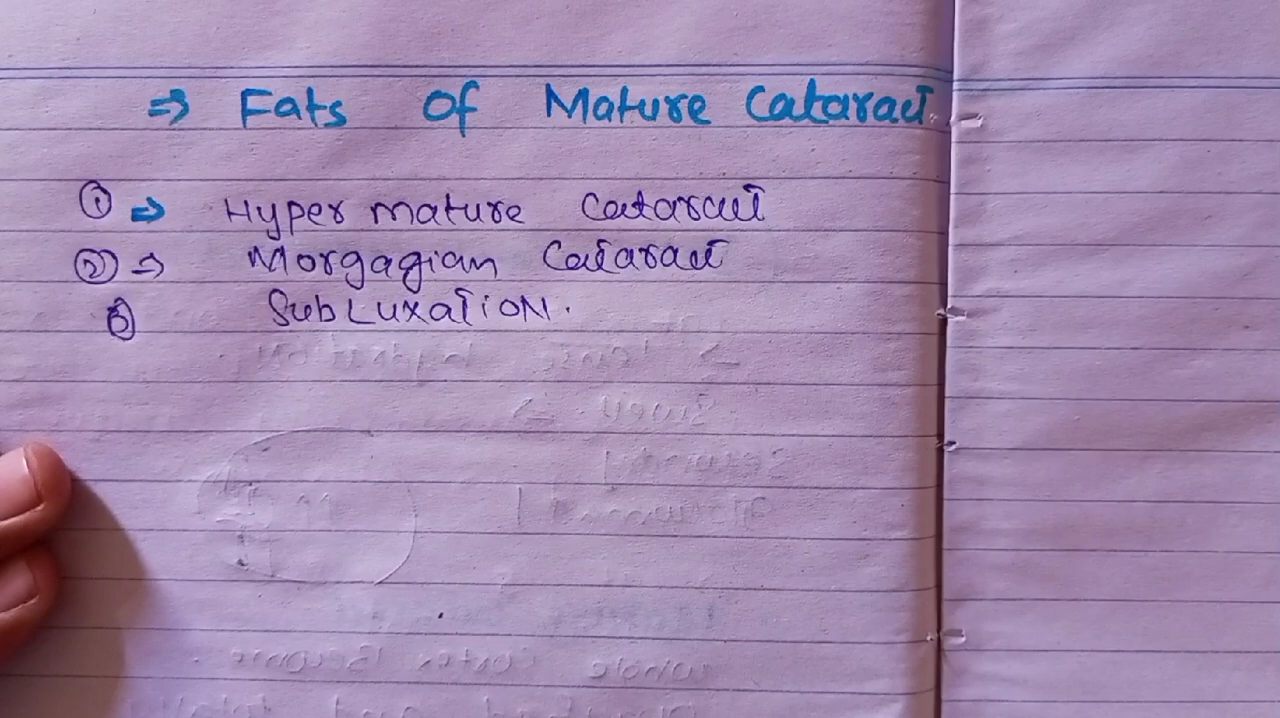 ⇒ Fats Of Mature Cataract.
① ⇒ Hyper mature Cataract
② ⇒ Morgagian Cataract
③ SubLuxation.